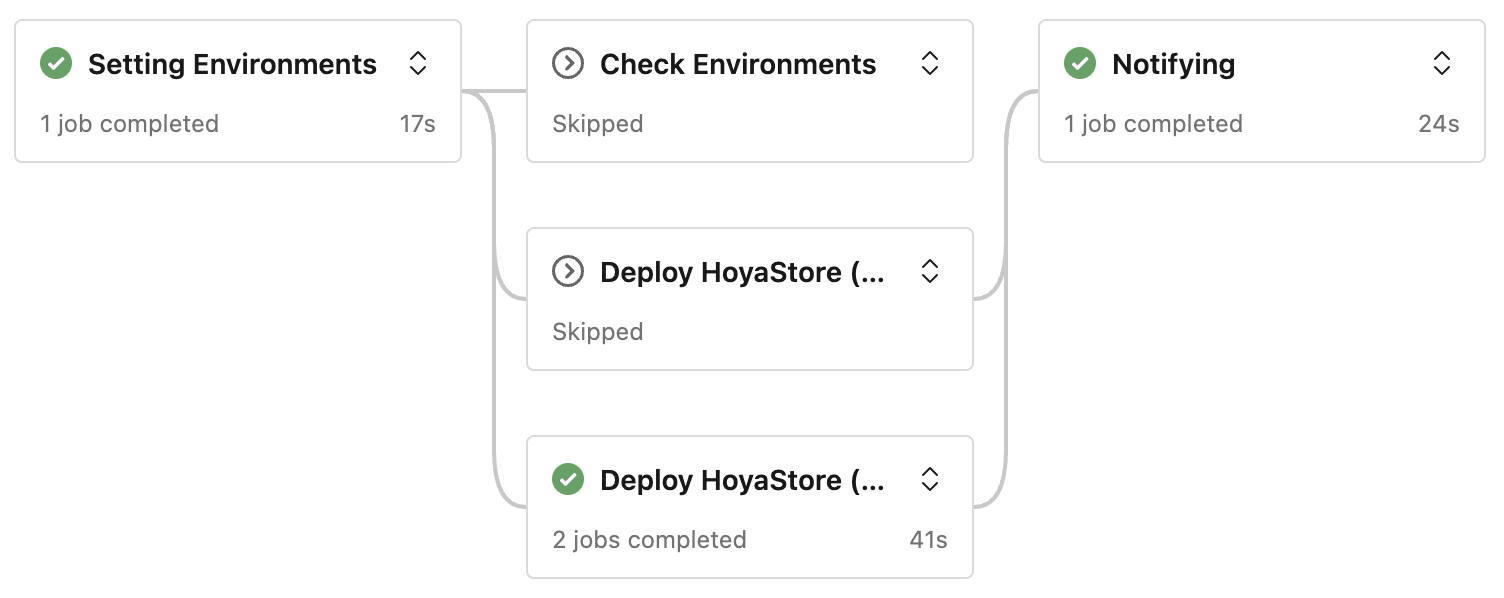 Setting Environments
1 job completed 17s
Check Environments
Skipped
Deploy HoyaStore (...
Skipped
Deploy HoyaStore (...
2 jobs completed 41s
Notifying
1 job completed 24s